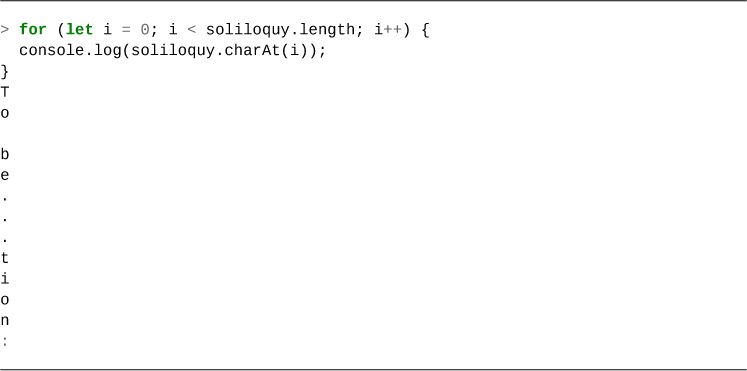 > for (let i = 0; i < soliloquy.length; i++) {
  console.log(soliloquy.charAt(i));
}
T
o

b
e
.
.
.
t
i
o
n
: